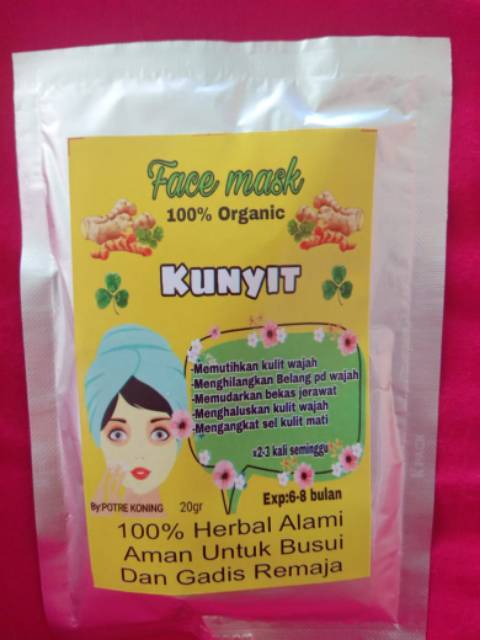 Face mask
100% Organic
KUNYIT
-Memutihkan kulit wajah
-Menghilangkan Belang pd wajah
-Memudarkan bekas jerawat
-Menghaluskan kulit wajah
-Mengangkat sel kulit mati
x2-3 kali seminggu
By:POTRE KONING 20gr
Exp:6-8 bulan
100% Herbal Alami
Aman Untuk Busui
Dan Gadis Remaja